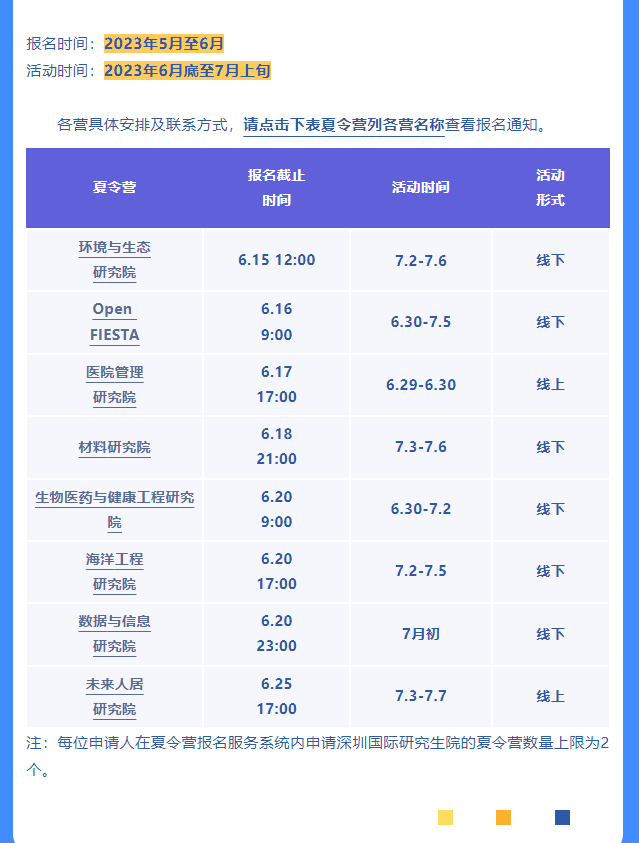 报名时间：2023年5月至6月
活动时间：2023年6月底至7月上旬
各营具体安排及联系方式，请点击下表夏令营列各营名称查看报名通知。
夏令营
报名截止
时间
活动时间
活动
形式
环境与生态
研究院
6.15 12:00
7.2-7.6
线下
Open
FIESTA
6.16
9:00
6.30-7.5
线下
医院管理
研究院
6.17
17:00
6.29-6.30
线上
材料研究院
6.18
21:00
7.3-7.6
线下
生物医药与健康工程研究
院
6.20
9:00
6.30-7.2
线下
海洋工程
研究院
6.20
17:00
7.2-7.5
线下
数据与信息
研究院
6.20
23:00
7月初
线下
未来人居
研究院
6.25
17:00
7.3-7.7
线上
注：每位申请人在夏令营报名服务系统内申请深圳国际研究生院的夏令营数量上限为2
个。